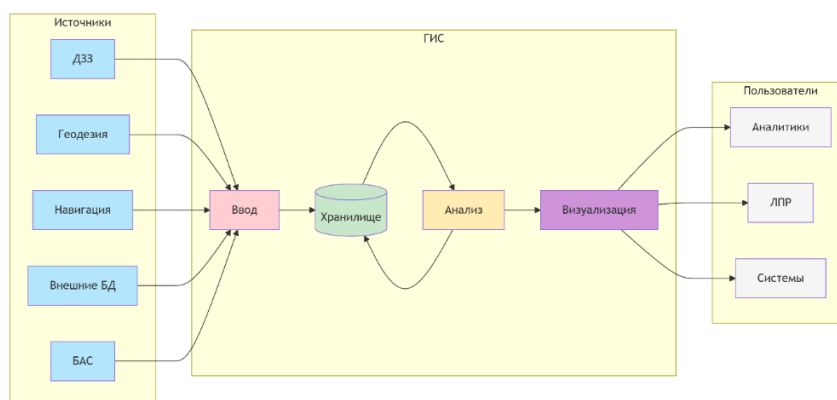 Источники
ДЗЗ
Геодезия
Навигация
Внешние БД
БАС
ГИС
Ввод
Хранилище
Анализ
Визуализация
Пользователи
Аналитики
ЛПР
Системы